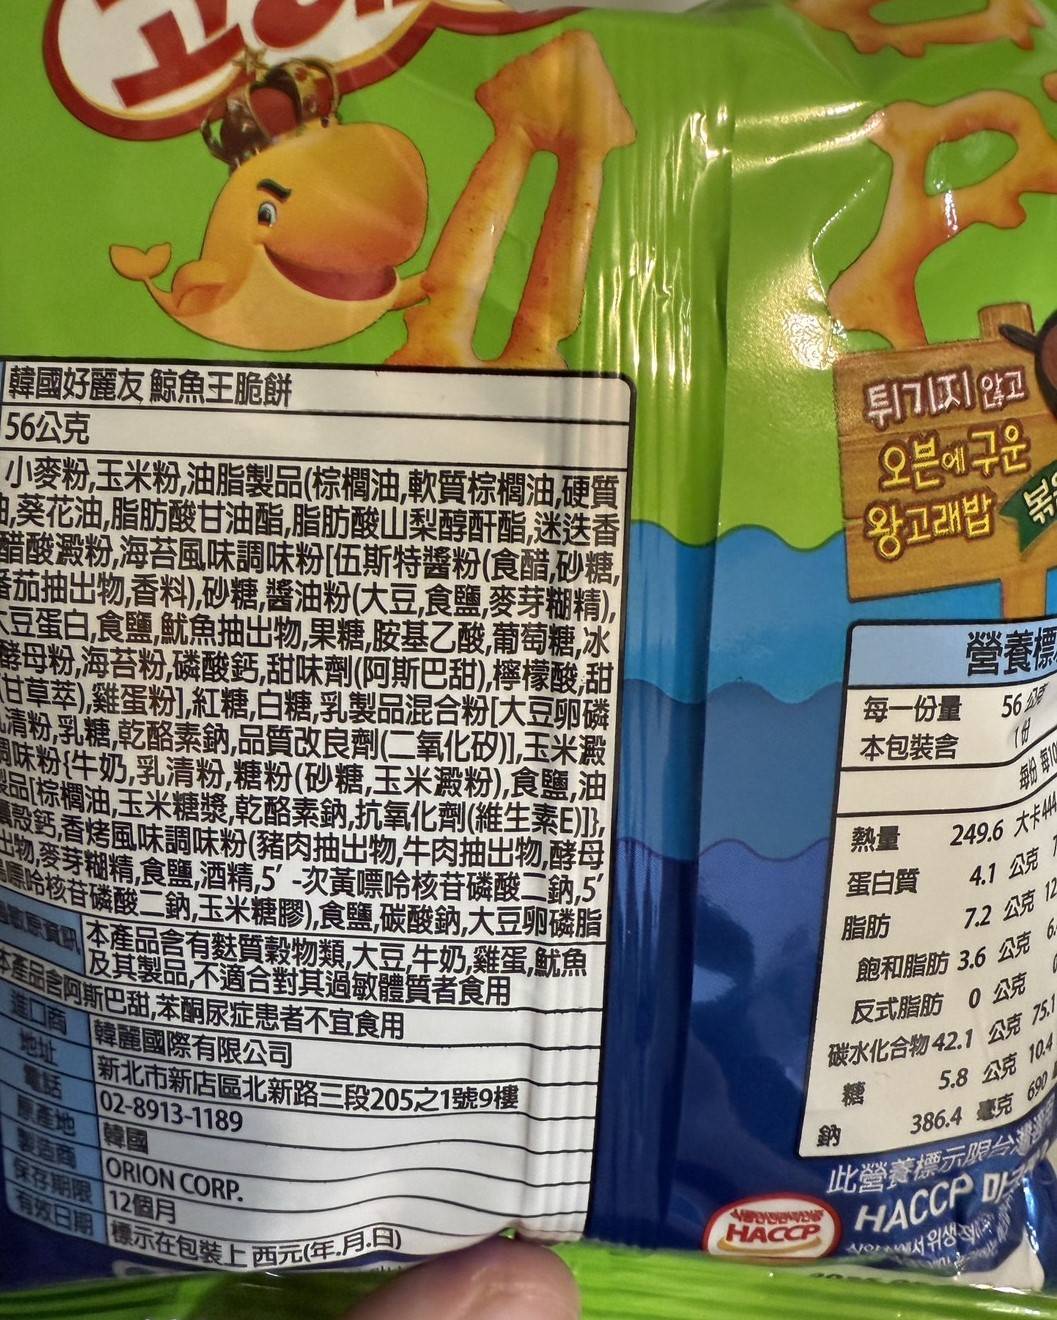 韓國好麗友 鯨魚王脆餅
56公克
小麥粉,玉米粉,油脂製品(棕櫚油,軟質棕櫚油,硬質
油,葵花油,脂肪酸甘油酯,脂肪酸山梨醇酐酯,迷迭香
醋酸澱粉,海苔風味調味粉[伍斯特醬粉(食醋,砂糖,
番茄抽出物,香料),砂糖,醬油粉(大豆,食鹽,麥芽糊精),
大豆蛋白,食鹽,魷魚抽出物,果糖,胺基乙酸,葡萄糖,冰
酵母粉,海苔粉,磷酸鈣,甜味劑(阿斯巴甜),檸檬酸,甜
(甘草萃),雞蛋粉],紅糖,白糖,乳製品混合粉[大豆卵磷
乳清粉,乳糖,乾酪素鈉,品質改良劑(二氧化矽)],玉米澱
調味粉{牛奶,乳清粉,糖粉(砂糖,玉米澱粉),食鹽,油
製品[棕櫚油,玉米糖漿,乾酪素鈉,抗氧化劑(維生素E)]},
殼鈣,香烤風味調味粉(豬肉抽出物,牛肉抽出物,酵母
出物,麥芽糊精,食鹽,酒精,5'-次黃嘌呤核苷磷酸二鈉,5'
嘌呤核苷磷酸二鈉,玉米糖膠),食鹽,碳酸鈉,大豆卵磷脂
過敏原資訊 本產品含有麩質穀物類,大豆,牛奶,雞蛋,魷魚
及其製品,不適合對其過敏體質者食用
本產品含阿斯巴甜,苯酮尿症患者不宜食用
進口商 韓麗國際有限公司
地址 新北市新店區北新路三段205之1號9樓
電話 02-8913-1189
原產地 韓國
製造商 ORION CORP.
保存期限 12個月
有效日期 標示在包裝上 西元(年.月.日)
튀기지 않고
오븐에 구운
왕고래밥
볶
營養標
每一份量 56 公克
本包裝含 1份
每份
熱量 249.6 大卡
蛋白質 4.1 公克
脂肪 7.2 公克
飽和脂肪 3.6 公克
反式脂肪 0 公克
碳水化合物 42.1 公克 75.1
糖 5.8 公克 10.4
鈉 386.4 毫克 690
此營養標示限台灣
HACCP
HACCP